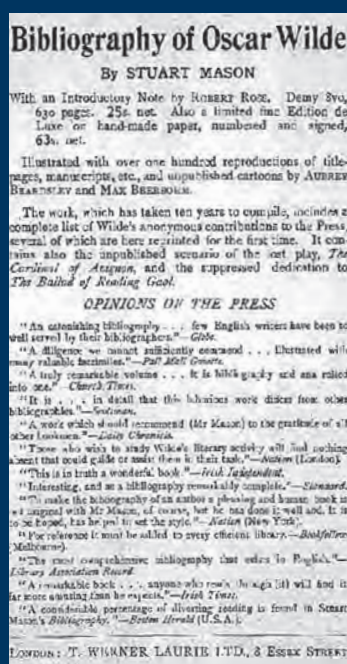 Bibliography of Oscar Wilde
By STUART MASON
With an Introductory Note by ROBERT ROSS. Demy 8vo,
630 pages. 25s. net. Also a limited fine Edition de
Luxe on hand-made paper, numbered and signed,
63s. net.
Illustrated with over one hundred reproductions of title-
pages, manuscripts, etc., and unpublished cartoons by AUBREY
BEARDSLEY and MAX BEERBOHM.
The work, which has taken ten years to compile, includes a
complete list of Wilde's anonymous contributions to the Press,
several of which are here reprinted for the first time. It con-
tains also the unpublished scenario of the last play, The
Cardinal of Avignon, and the suppressed dedication to
The Ballad of Reading Gaol.
OPINIONS OF THE PRESS
"An astonishing bibliography . . . few English writers have been so
well served by their bibliographers."—Globe.
"A diligence we cannot sufficiently commend . . . Illustrated with
many valuable facsimiles."—Pall Mall Gazette.
"A truly remarkable volume . . . It is bibliography and ana rolled
into one."—Church Times.
"It is . . . in detail that this laborious work differs from other
bibliographies."—Scotsman.
"A work which should recommend (Mr Mason) to the gratitude of all
other bookmen."—Daily Chronicle.
"Those who wish to study Wilde's literary activity will find nothing
absent that could guide or assist them in their task."—Nation (London).
"This is in truth a wonderful book."—Irish Independent.
"Interesting, and as a bibliography remarkably complete."—Standard.
"To make the bibliography of an author a pleasing and human book is
not original with Mr Mason, of course, but he has done it well and, it is
to be hoped, has helped to set the style."—Nation (New York).
"For reference it must be added to every efficient library.—Bookfellow
(Melbourne).
"The most comprehensive bibliography that exists in English."—
Library Association Record.
"A remarkable book . . . anyone who reads through [it] will find it
far more amusing than he expects."—Irish Times.
"A considerable percentage of diverting reading is found in Stuart
Mason's Bibliography."—Boston Herald (U.S.A.).
LONDON: T. WERNER LAURIE LTD., 8 ESSEX STREET